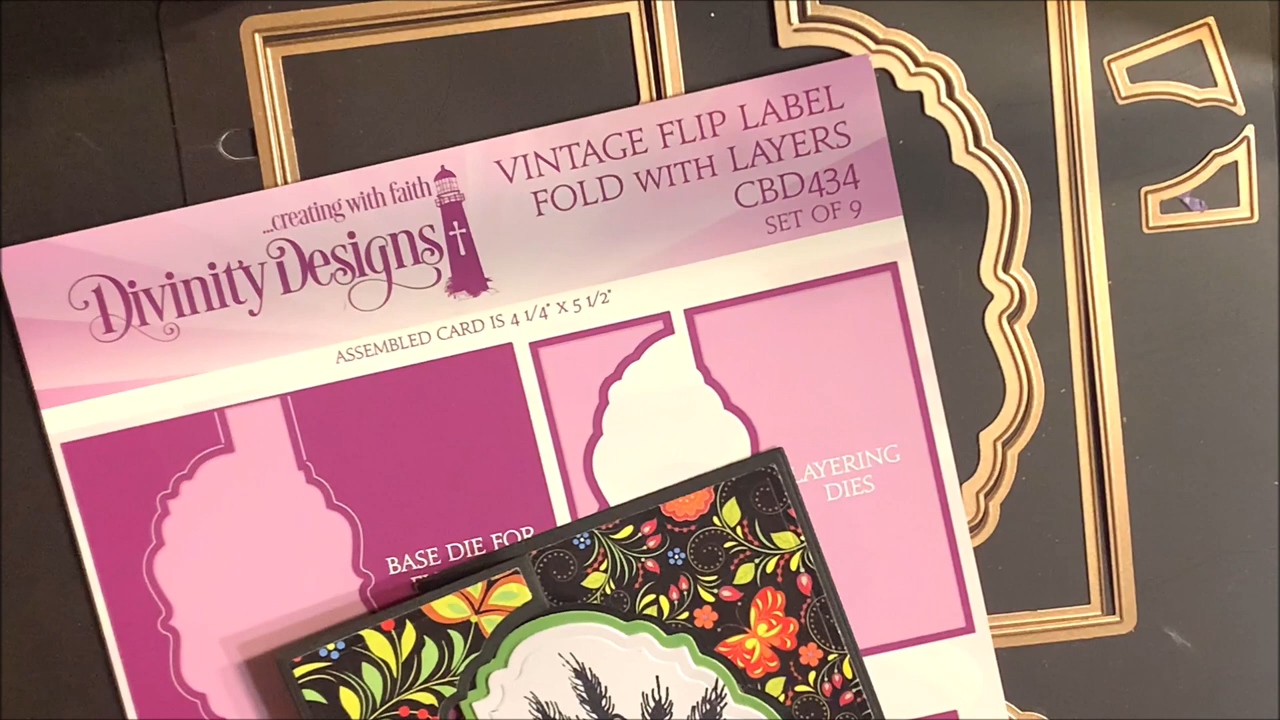 ...creating with faith
Divinity Designs
VINTAGE FLIP LABEL
FOLD WITH LAYERS
CBD434
SET OF 9
ASSEMBLED CARD IS 4 1/4" X 5 1/2"
BASE DIE FOR
LAYERING
DIES